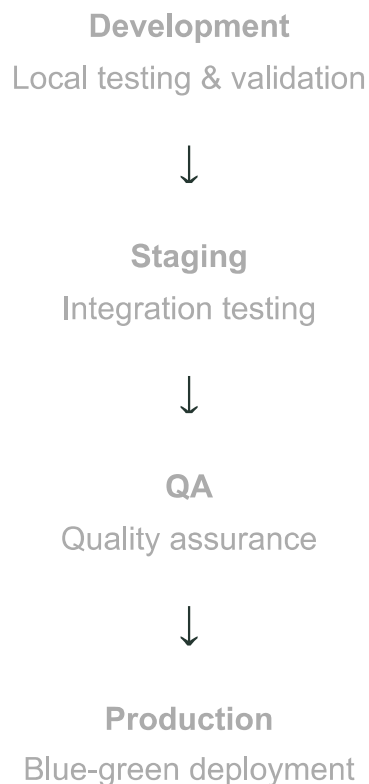 Development
Local testing & validation
↓
Staging
Integration testing
↓
QA
Quality assurance
↓
Production
Blue-green deployment